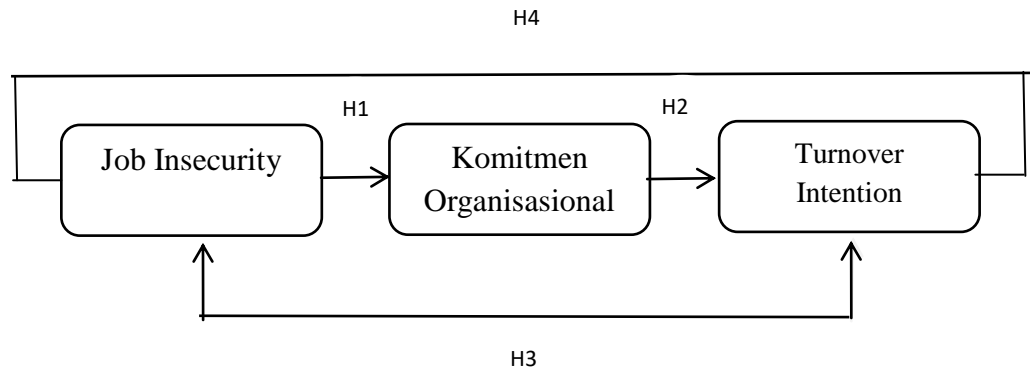 H4
H1
H2
Job Insecurity
Komitmen
Organisasional
Turnover
Intention
H3